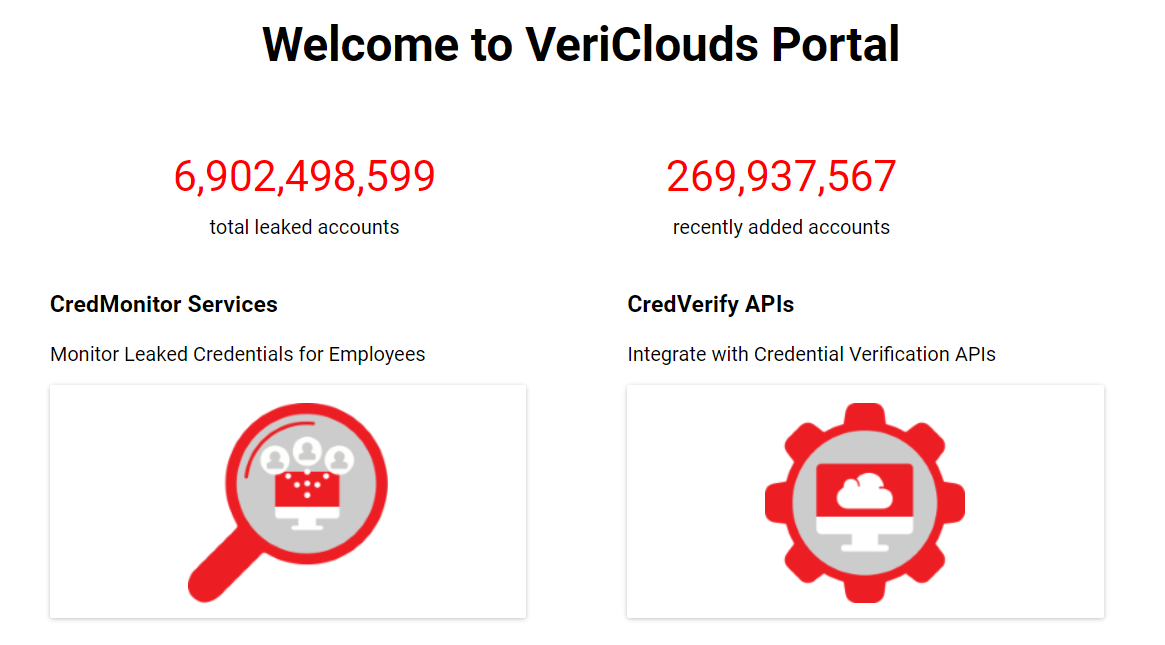 Welcome to VeriClouds Portal
6,902,498,599
total leaked accounts
269,937,567
recently added accounts
CredMonitor Services
Monitor Leaked Credentials for Employees
CredVerify APIs
Integrate with Credential Verification APIs